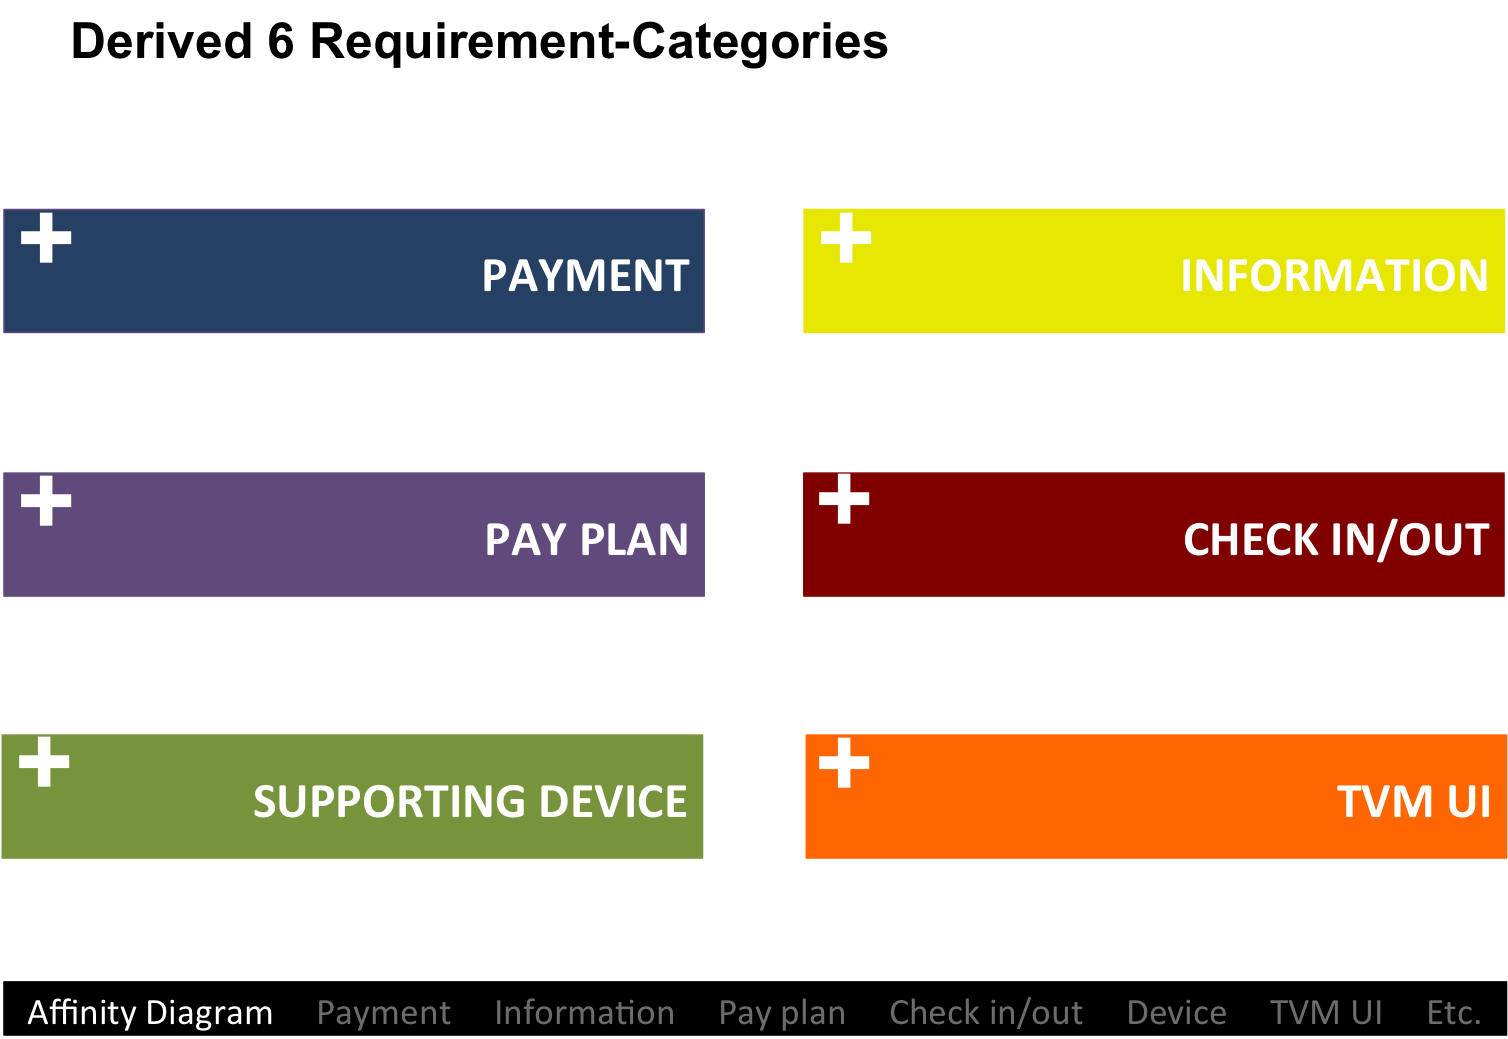 Derived 6 Requirement-Categories
PAYMENT
INFORMATION
PAY PLAN
CHECK IN/OUT
SUPPORTING DEVICE
TVM UI
Affinity Diagram Payment Information Pay plan Check in/out Device TVM UI Etc.